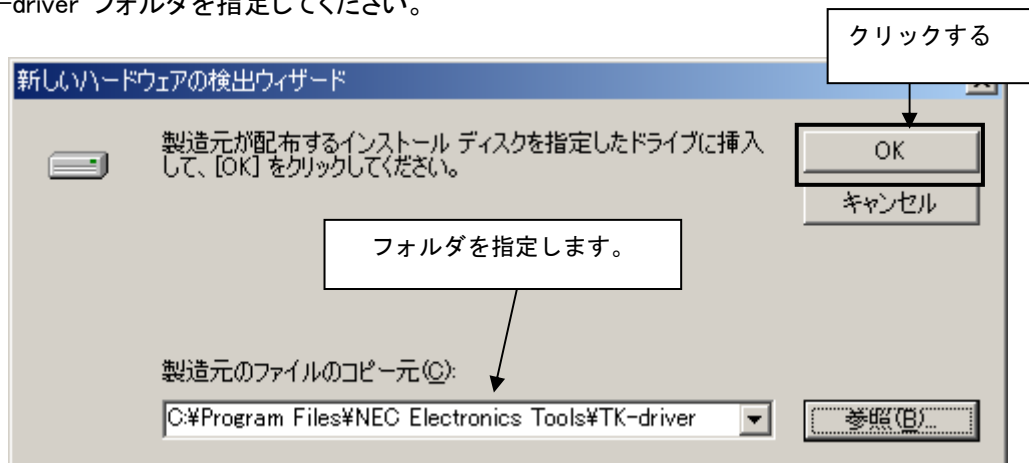 -driver フォルダを指定してください。
クリックする
新しいハードウェアの検出ウィザード
製造元が配布するインストール ディスクを指定したドライブに挿入
して、[OK] をクリックしてください。
OK
キャンセル
フォルダを指定します。
製造元のファイルのコピー元(C):
C:¥Program Files¥NEC Electronics Tools¥TK-driver
参照(B)...